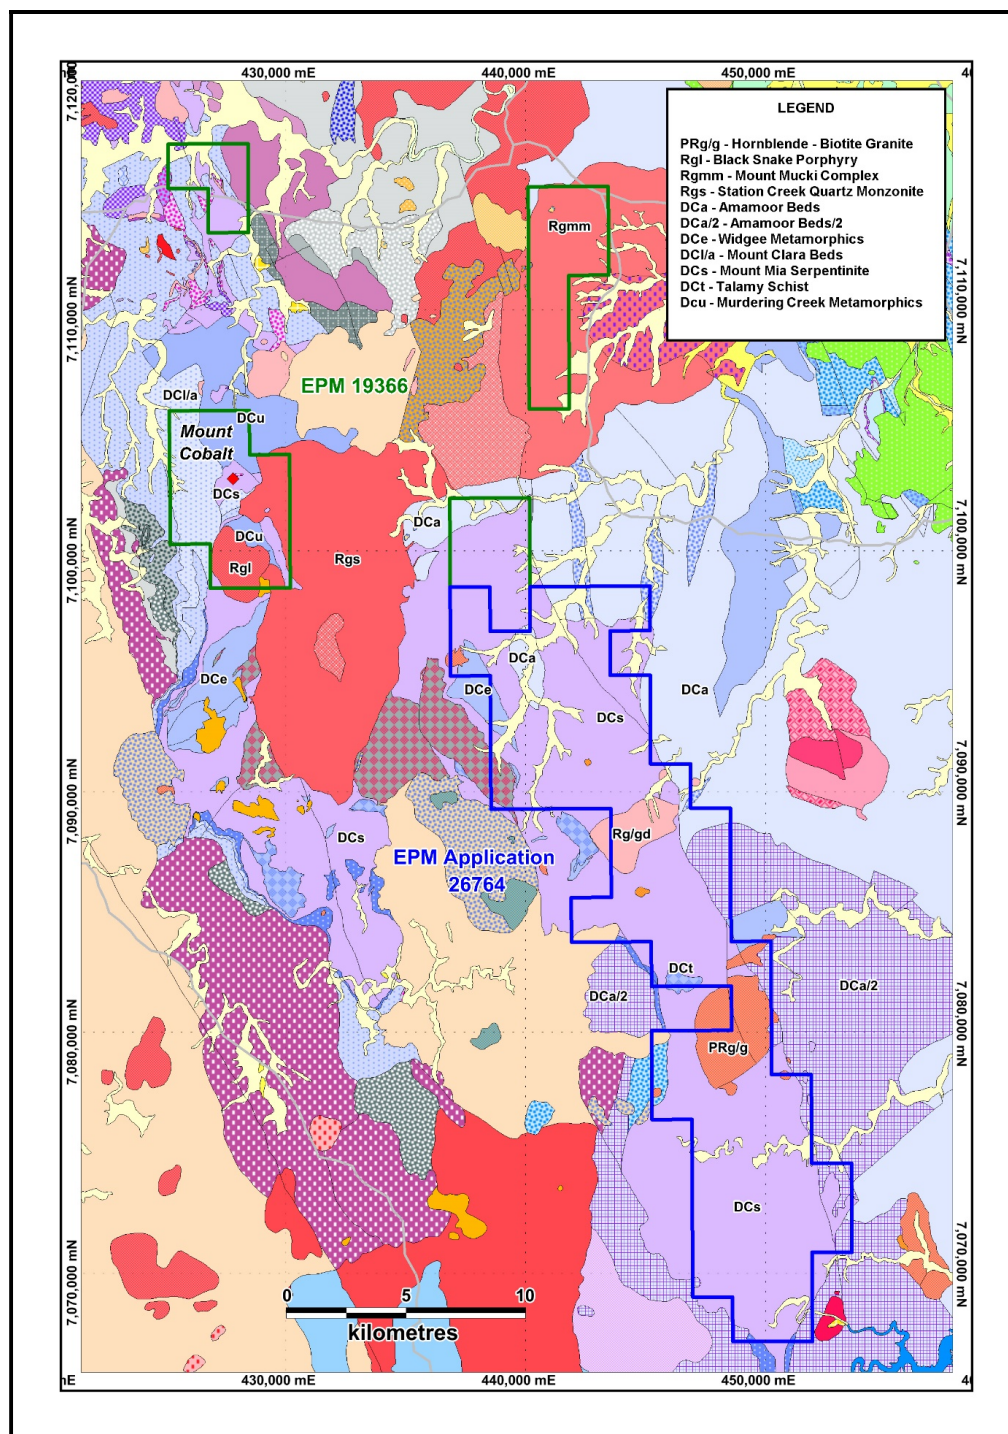 430,000 mE
440,000 mE
450,000 mE
7,120,000
LEGEND
PRg/g - Hornblende - Biotite Granite
Rgl - Black Snake Porphyry
Rgmm - Mount Mucki Complex
Rgs - Station Creek Quartz Monzonite
DCa - Amamoor Beds
DCa/2 - Amamoor Beds/2
DCe - Widgee Metamorphics
DCl/a - Mount Clara Beds
DCs - Mount Mia Serpentinite
DCt - Talamy Schist
Dcu - Murdering Creek Metamorphics
Rgmm
7,110,000 mN
7,110,000 mN
EPM 19366
DCl/a
DCu
Mount
Cobalt
DCs
DCa
DCu
Rgl
Rgs
7,100,000 mN
7,100,000 mN
DCa
DCe
DCe
DCa
DCs
7,090,000 mN
7,090,000 mN
Rg/gd
DCs
EPM Application
26764
DCt
DCa/2
DCa/2
PRg/g
7,080,000 mN
7,080,000 mN
DCs
7,070,000 mN
7,070,000 mN
0
5
10
kilometres
430,000 mE
440,000 mE
450,000 mE